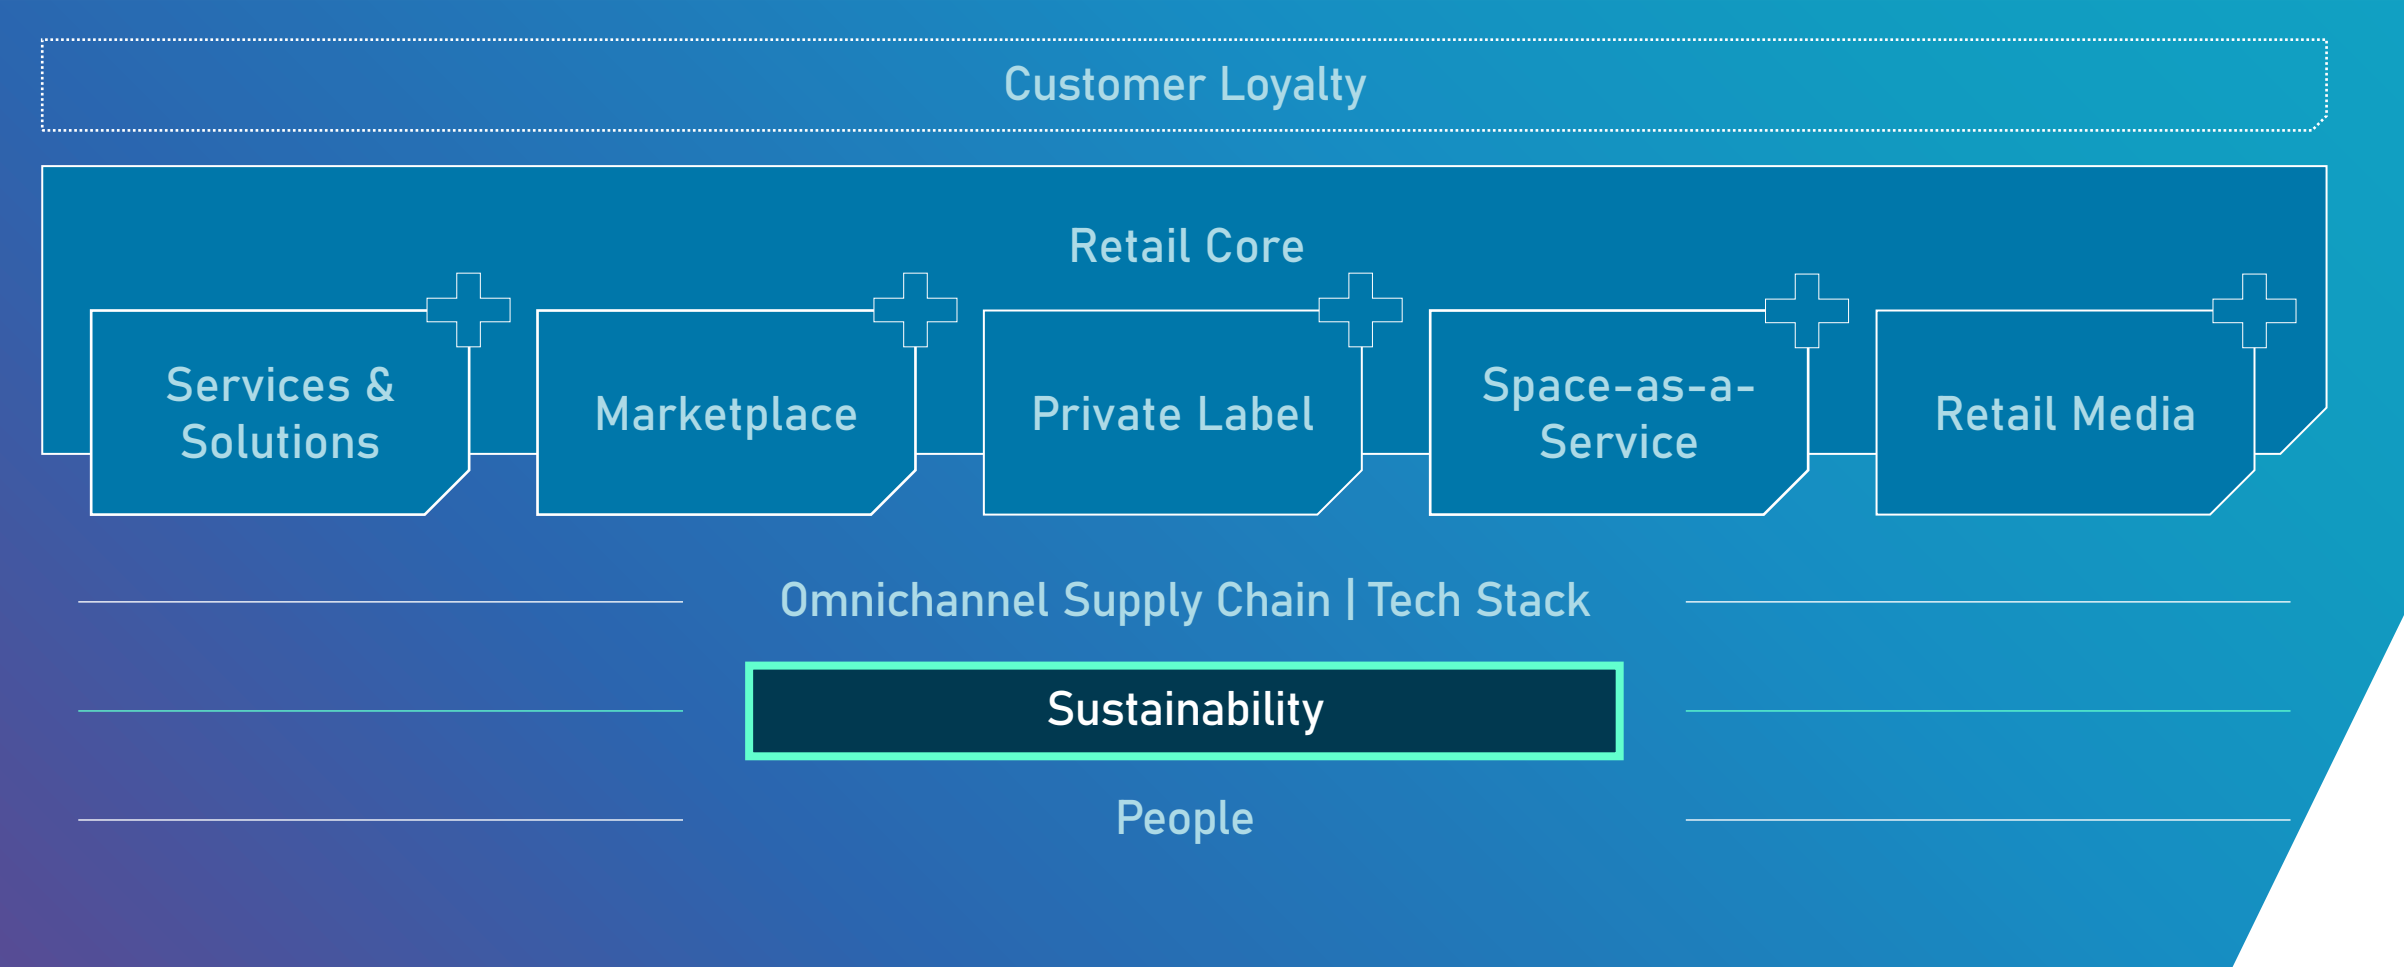 Customer Loyalty
Retail Core
Services &
Solutions
Marketplace
Private Label
Space-as-a-
Service
Retail Media
Omnichannel Supply Chain | Tech Stack
Sustainability
People